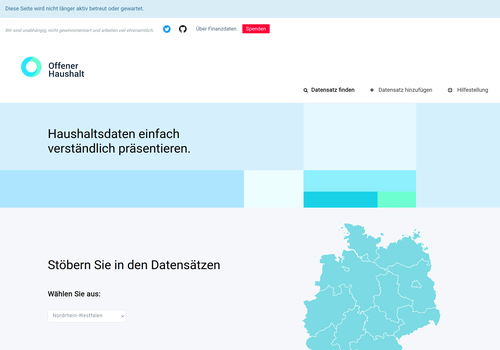 Diese Seite wird nicht länger aktiv betreut oder gewartet.
Wir sind unabhängig, nicht gewinnorientiert und arbeiten viel ehrenamtlich.
Über Finanzdaten
Spenden
Offener
Haushalt
Datensatz finden
Datensatz hinzufügen
Hilfestellung
Haushaltsdaten einfach
verständlich präsentieren.
Stöbern Sie in den Datensätzen
Wählen Sie aus:
Nordrhein-Westfalen